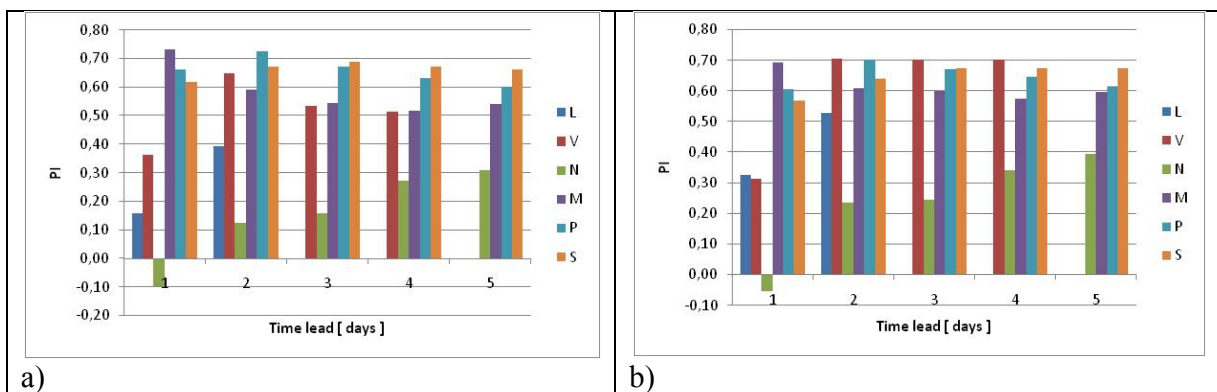 0,80
0,70
0,60
0,50
0,40
0,30
0,20
0,10
0,00
-0,10
-0,20
PI
1 2 3 4 5
Time lead [ days ]
L
V
N
M
P
S
a)
0,80
0,70
0,60
0,50
0,40
0,30
0,20
0,10
0,00
-0,10
PI
1 2 3 4 5
Time lead [ days ]
L
V
N
M
P
S
b)